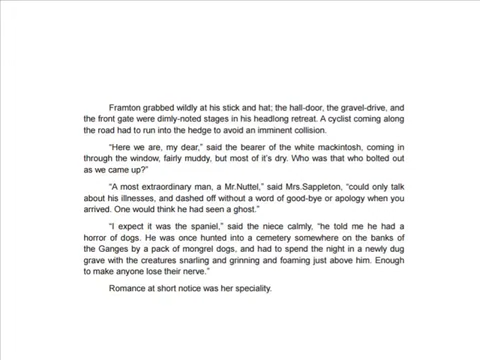 Framton grabbed wildly at his stick and hat; the hall-door, the gravel-drive, and
the front gate were dimly-noted stages in his headlong retreat. A cyclist coming along
the road had to run into the hedge to avoid an imminent collision.
“Here we are, my dear,” said the bearer of the white mackintosh, coming in
through the window, fairly muddy, but most of it’s dry. Who was that who bolted out
as we came up?”
“A most extraordinary man, a Mr.Nuttel,” said Mrs.Sappleton, “could only talk
about his illnesses, and dashed off without a word of good-bye or apology when you
arrived. One would think he had seen a ghost.”
“I expect it was the spaniel,” said the niece calmly, “he told me he had a
horror of dogs. He was once hunted into a cemetery somewhere on the banks of
the Ganges by a pack of mongrel dogs, and had to spend the night in a newly dug
grave with the creatures snarling and grinning and foaming just above him. Enough
to make anyone lose their nerve.”
Romance at short notice was her speciality.